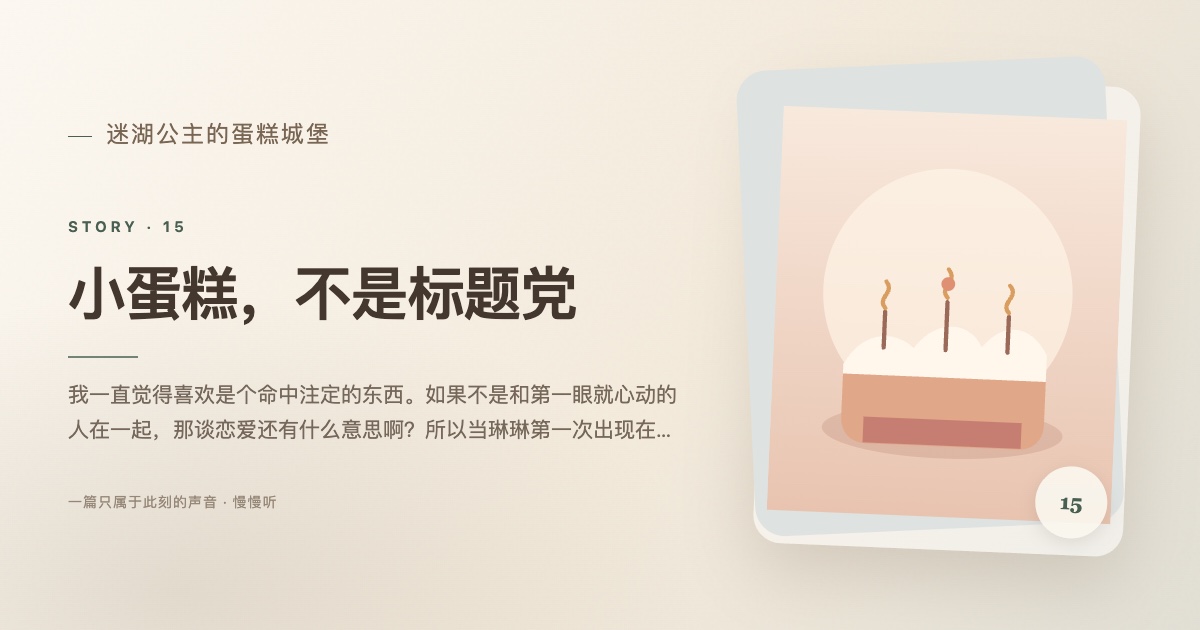 迷湖公主的蛋糕城堡
STORY · 15
小蛋糕，不是标题党
我一直觉得喜欢是个命中注定的东西。如果不是和第一眼就心动的
人在一起，那谈恋爱还有什么意思啊？所以当琳琳第一次出现在...
一篇只属于此刻的声音 · 慢慢听
15